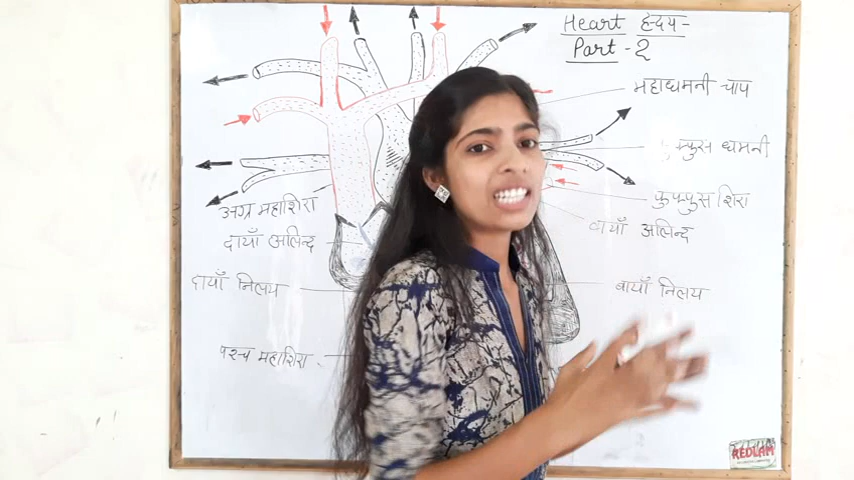 Heart हृदय-
Part - 2
महाधमनी चाप
फुफ्फुस धमनी
फुफ्फुस शिरा
बायाँ अलिन्द
बायाँ निलय
अग्र महाशिरा
दायाँ अलिन्द
दायाँ निलय
पश्च महाशिरा
REDLAM